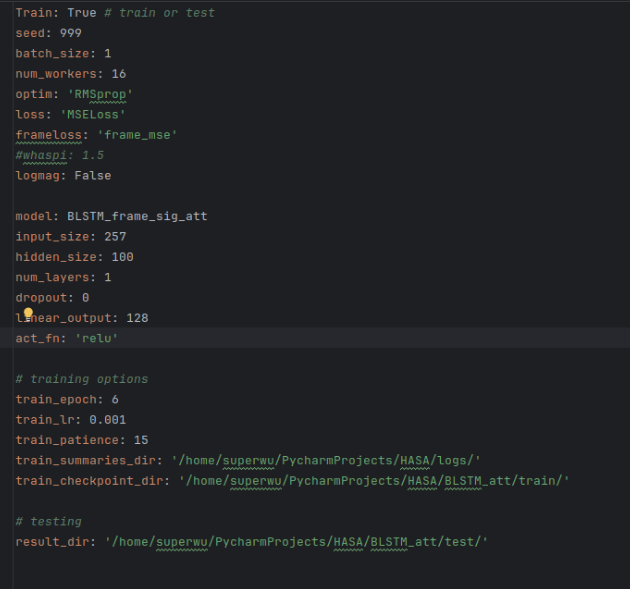 Train: True # train or test
seed: 999
batch_size: 1
num_workers: 16
optim: 'RMSprop'
loss: 'MSELoss'
frameloss: 'frame_mse'
#whaspi: 1.5
logmag: False
model: BLSTM_frame_sig_att
input_size: 257
hidden_size: 100
num_layers: 1
dropout: 0
linear_output: 128
act_fn: 'relu'
# training options
train_epoch: 6
train_lr: 0.001
train_patience: 15
train_summaries_dir: '/home/superwu/PycharmProjects/HASA/logs/'
train_checkpoint_dir: '/home/superwu/PycharmProjects/HASA/BLSTM_att/train/'
# testing
result_dir: '/home/superwu/PycharmProjects/HASA/BLSTM_att/test/'